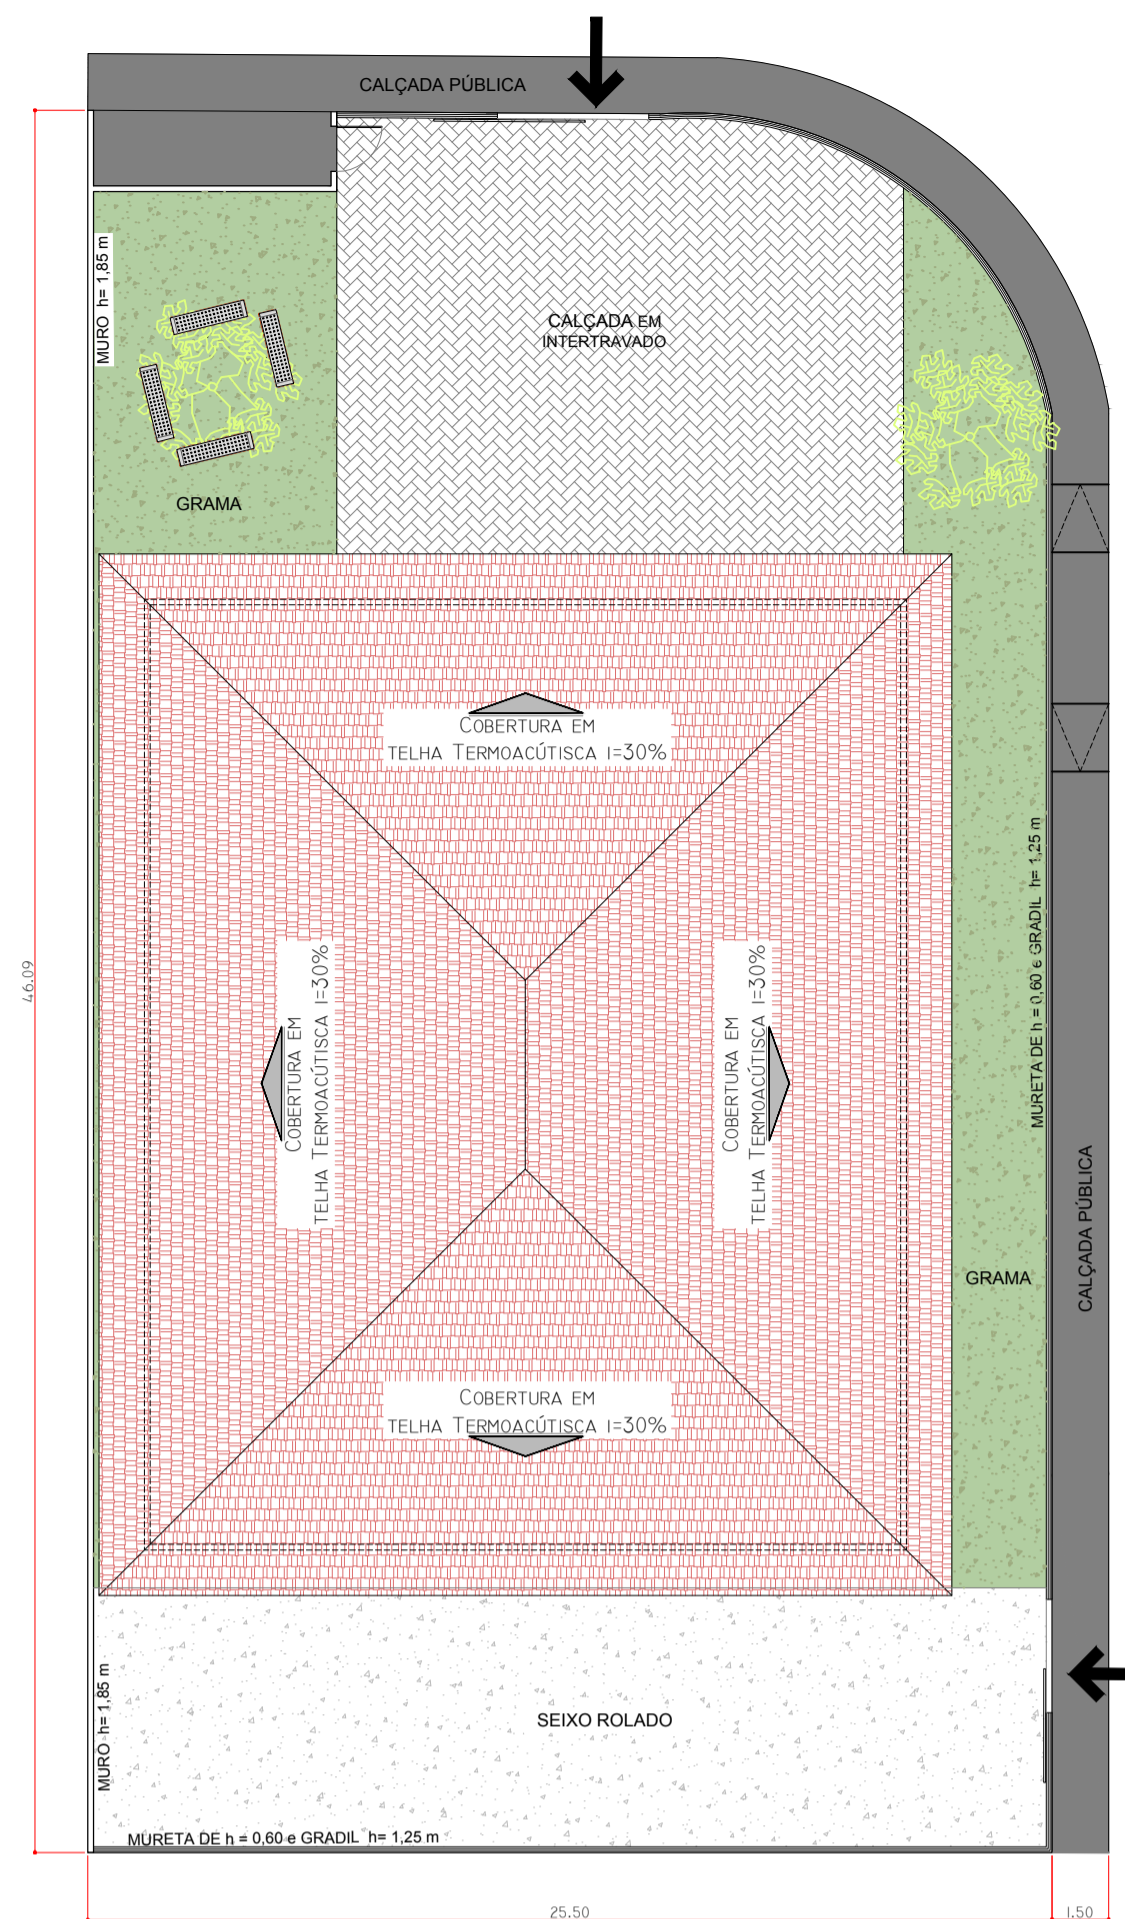 CALÇADA PÚBLICA
MURO h= 1,85 m
CALÇADA EM
INTERTRAVADO
GRAMA
COBERTURA EM
TELHA TERMOACÚTISCA I=30%
46.09
COBERTURA EM
TELHA TERMOACÚTISCA I=30%
COBERTURA EM
TELHA TERMOACÚTISCA I=30%
MURETA DE h = 0,60 e GRADIL h= 1,25 m
CALÇADA PÚBLICA
GRAMA
COBERTURA EM
TELHA TERMOACÚTISCA I=30%
MURO h= 1,85 m
SEIXO ROLADO
MURETA DE h = 0,60 e GRADIL h= 1,25 m
25.50
1.50